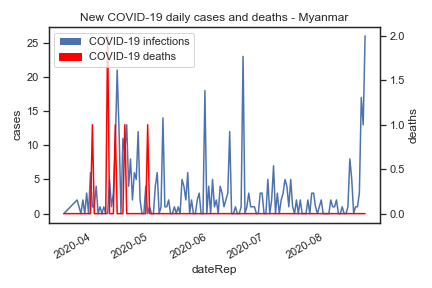 New COVID-19 daily cases and deaths - Myanmar
COVID-19 infections
COVID-19 deaths
25
20
15
10
5
0
cases
2.0
1.5
1.0
0.5
0.0
deaths
2020-04
2020-05
2020-06
2020-07
2020-08
dateRep